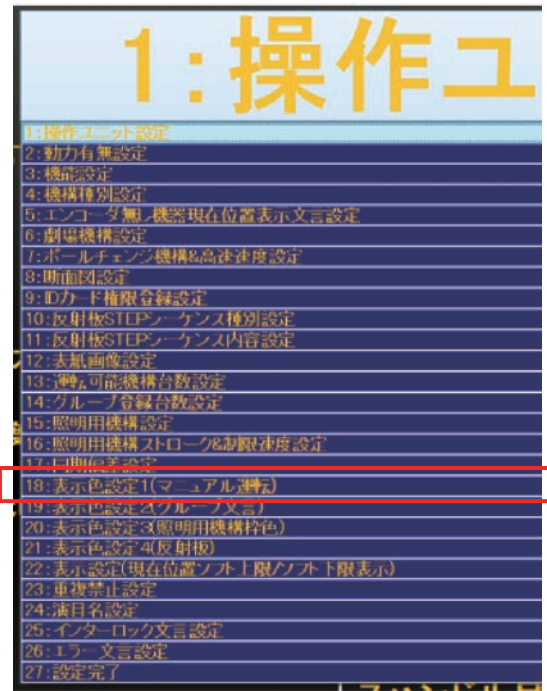 1:操作ユ
1:操作ユニット設定
2:動力有無設定
3:機能設定
4:機構種別設定
5:エンコーダ無し機器現在位置表示文言設定
6:劇場機構設定
7:ポールチェンジ機構&高速速度設定
8:断面図設定
9:IDカード権限登録設定
10:反射板STEPシーケンス種別設定
11:反射板STEPシーケンス内容設定
12:表紙画像設定
13:運転可能機構台数設定
14:グループ登録台数設定
15:照明用機構設定
16:照明用機構ストローク&制限速度設定
17:同期偏差設定
18:表示色設定1(マニュアル運転)
19:表示色設定2(グループ文言)
20:表示色設定3(照明用機構枠色)
21:表示色設定4(反射板)
22:表示設定(現在位置ソフト上限/ソフト下限表示)
23:重複禁止設定
24:演目名設定
25:インターロック文言設定
26:エラー文言設定
27:設定完了